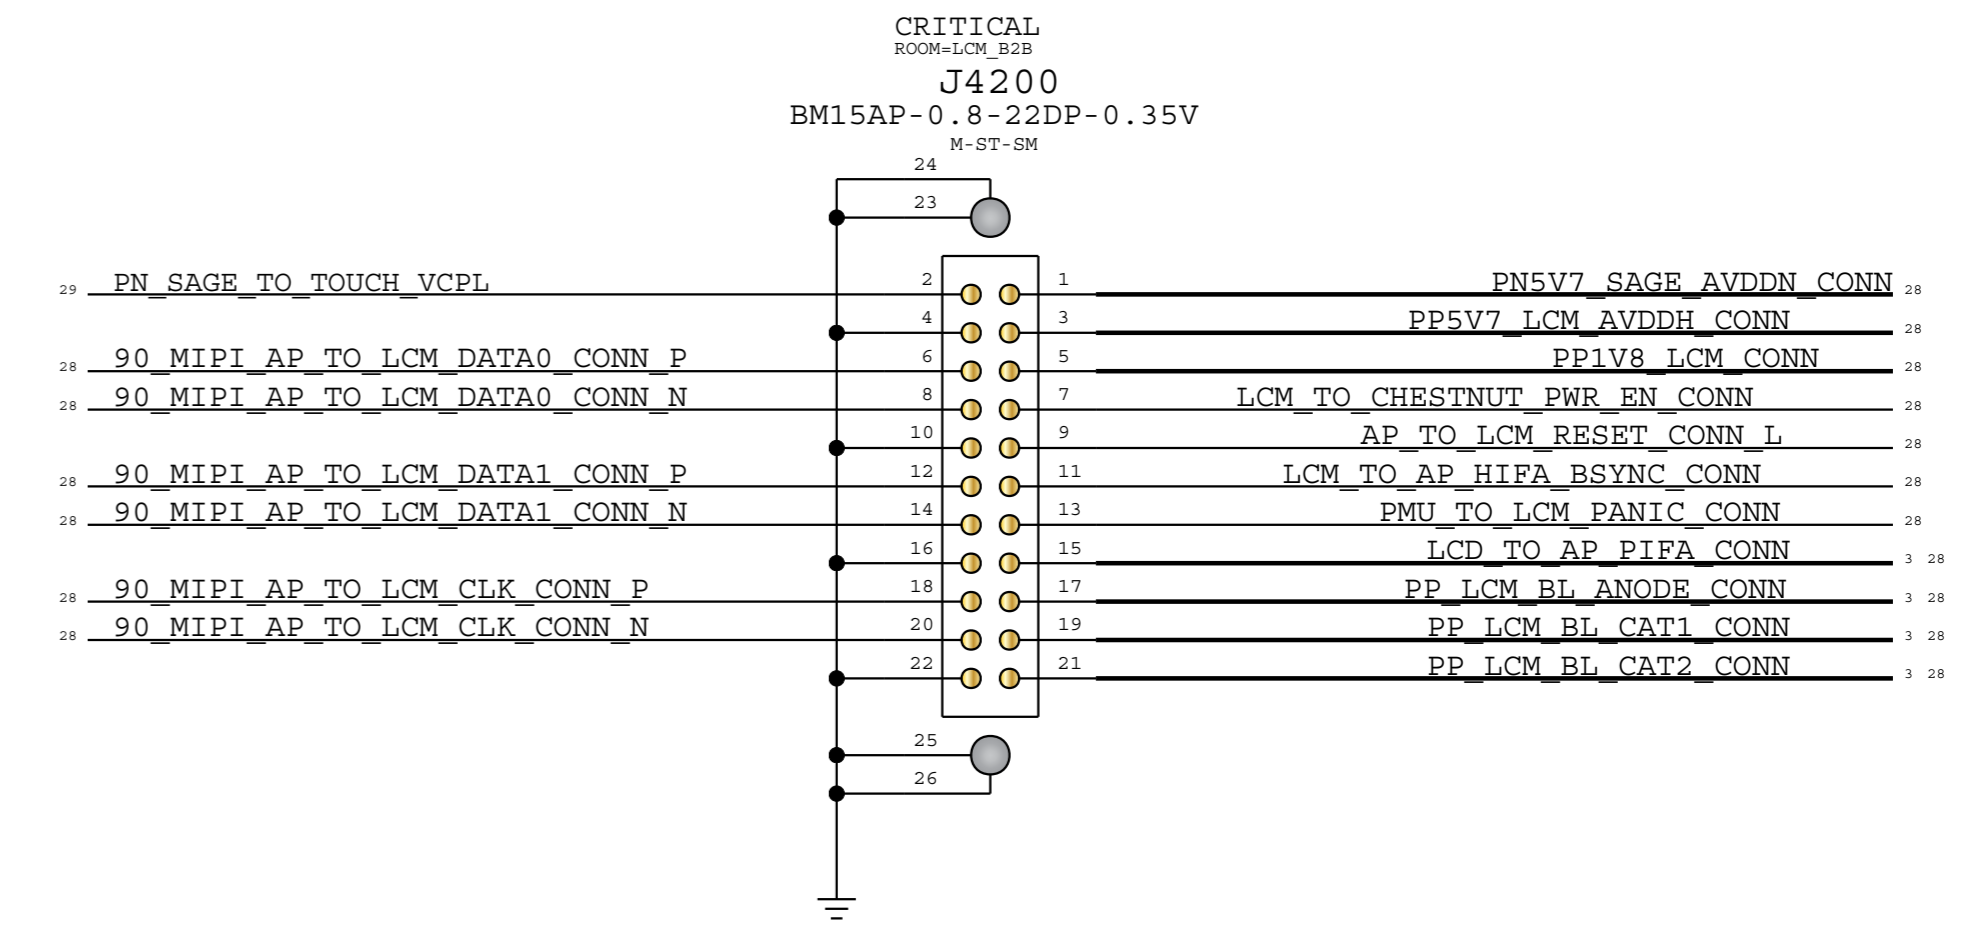 CRITICAL
ROOM=LCM_B2B
J4200
BM15AP-0.8-22DP-0.35V
M-ST-SM
24
23
29 PN_SAGE_TO_TOUCH_VCPL 2 1 PN5V7_SAGE_AVDDN_CONN 28
4 3 PP5V7_LCM_AVDDH_CONN 28
28 90_MIPI_AP_TO_LCM_DATA0_CONN_P 6 5 PP1V8_LCM_CONN 28
28 90_MIPI_AP_TO_LCM_DATA0_CONN_N 8 7 LCM_TO_CHESTNUT_PWR_EN_CONN 28
10 9 AP_TO_LCM_RESET_CONN_L 28
28 90_MIPI_AP_TO_LCM_DATA1_CONN_P 12 11 LCM_TO_AP_HIFA_BSYNC_CONN 28
28 90_MIPI_AP_TO_LCM_DATA1_CONN_N 14 13 PMU_TO_LCM_PANIC_CONN 28
16 15 LCD_TO_AP_PIFA_CONN 3 28
28 90_MIPI_AP_TO_LCM_CLK_CONN_P 18 17 PP_LCM_BL_ANODE_CONN 3 28
28 90_MIPI_AP_TO_LCM_CLK_CONN_N 20 19 PP_LCM_BL_CAT1_CONN 3 28
22 21 PP_LCM_BL_CAT2_CONN 3 28
25
26